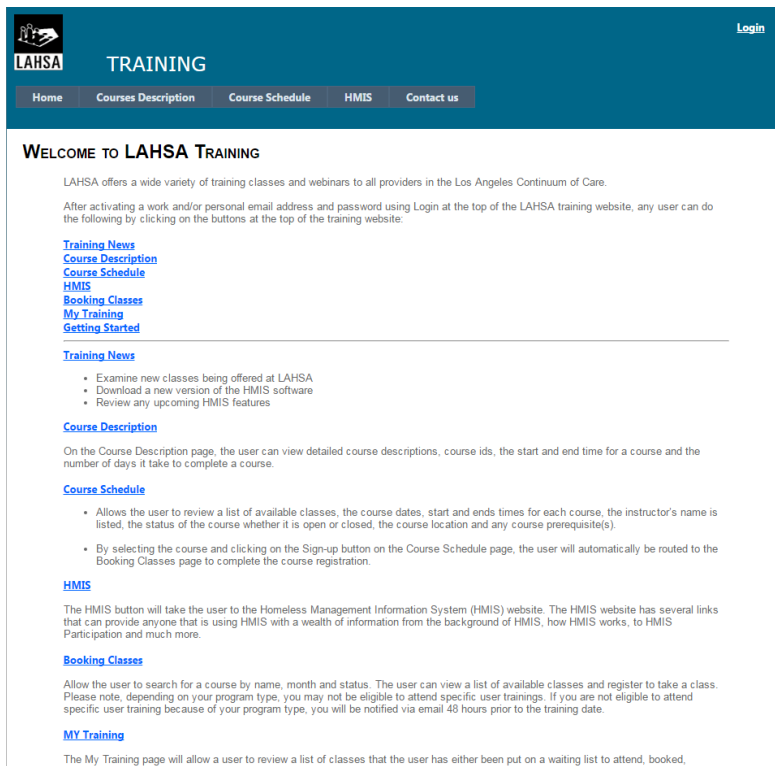 Login
LAHSA
TRAINING
Home Courses Description Course Schedule HMIS Contact us
WELCOME TO LAHSA TRAINING
LAHSA offers a wide variety of training classes and webinars to all providers in the Los Angeles Continuum of Care.
After activating a work and/or personal email address and password using Login at the top of the LAHSA training website, any user can do
the following by clicking on the buttons at the top of the training website:
Training News
Course Description
Course Schedule
HMIS
Booking Classes
My Training
Getting Started
Training News
• Examine new classes being offered at LAHSA
• Download a new version of the HMIS software
• Review any upcoming HMIS features
Course Description
On the Course Description page, the user can view detailed course descriptions, course ids, the start and end time for a course and the
number of days it take to complete a course.
Course Schedule
• Allows the user to review a list of available classes, the course dates, start and ends times for each course, the instructor's name is
listed, the status of the course whether it is open or closed, the course location and any course prerequisite(s).
• By selecting the course and clicking on the Sign-up button on the Course Schedule page, the user will automatically be routed to the
Booking Classes page to complete the course registration.
HMIS
The HMIS button will take the user to the Homeless Management Information System (HMIS) website. The HMIS website has several links
that can provide anyone that is using HMIS with a wealth of information from the background of HMIS, how HMIS works, to HMIS
Participation and much more.
Booking Classes
Allow the user to search for a course by name, month and status. The user can view a list of available classes and register to take a class.
Please note, depending on your program type, you may not be eligible to attend specific user trainings. If you are not eligible to attend
specific user training because of your program type, you will be notified via email 48 hours prior to the training date.
MY Training
The My Training page will allow a user to review a list of classes that the user has either been put on a waiting list to attend, booked,